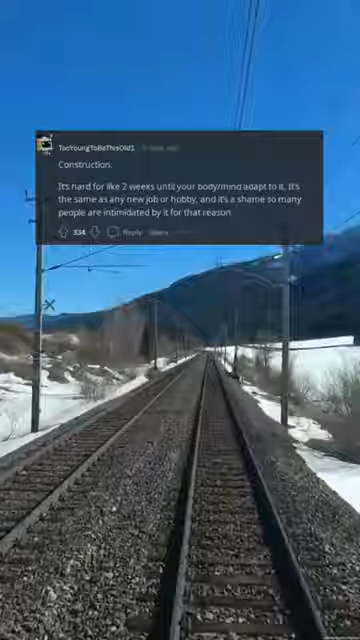 TooYoungToBeThisOld1
Construction.
It's hard for like 2 weeks until your body/mind adapt to it. It's
the same as any new job or hobby, and it's a shame so many
people are intimidated by it for that reason
334 Reply Share